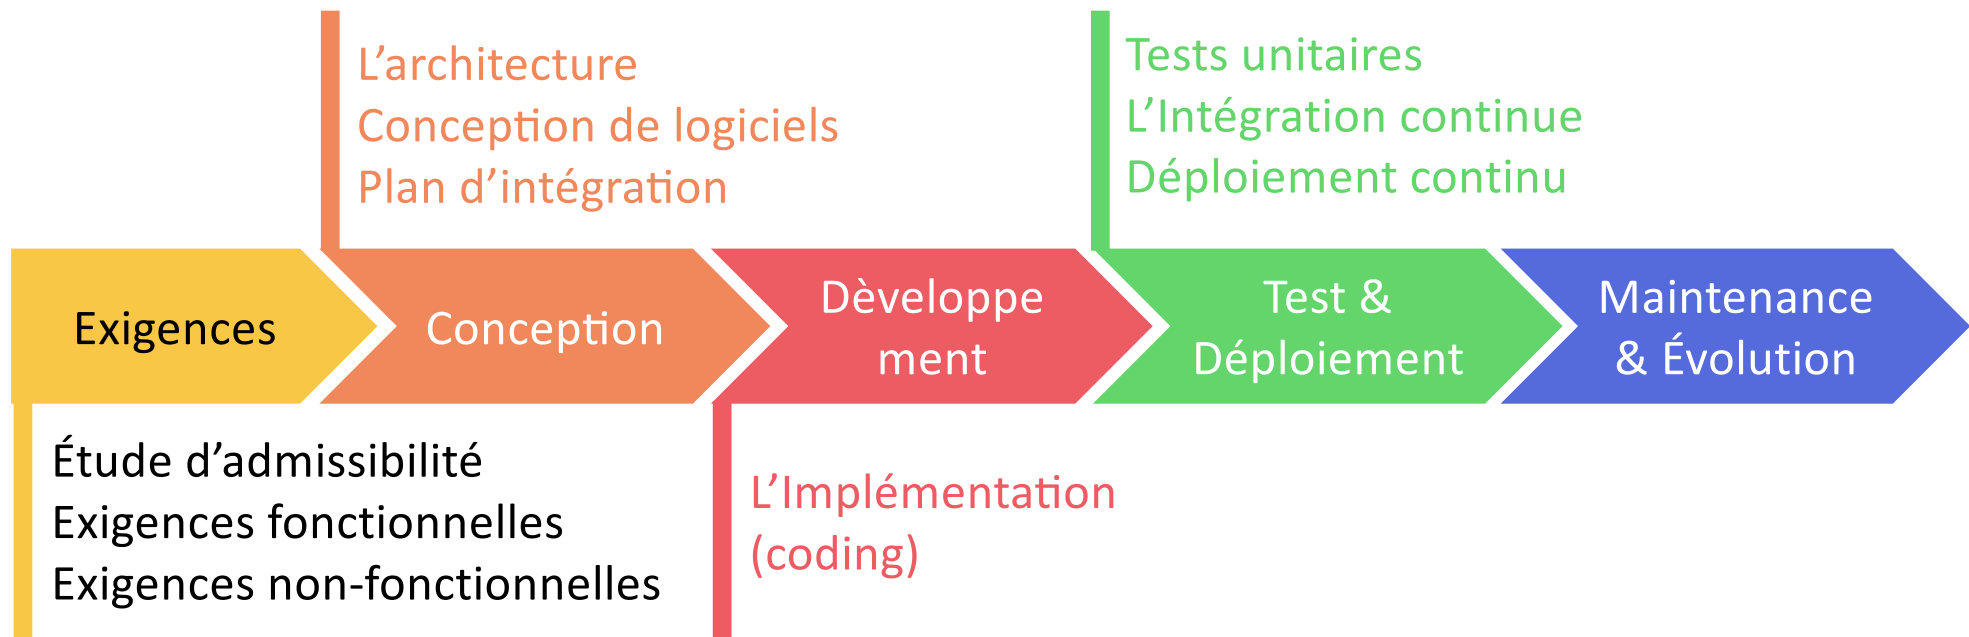 L’architecture
Conception de logiciels
Plan d’intégration
Tests unitaires
L’Intégration continue
Déploiement continu
Exigences
Conception
Dèveloppe
ment
Test &
Déploiement
Maintenance
& Évolution
Étude d’admissibilité
Exigences fonctionnelles
Exigences non-fonctionnelles
L’Implémentation
(coding)